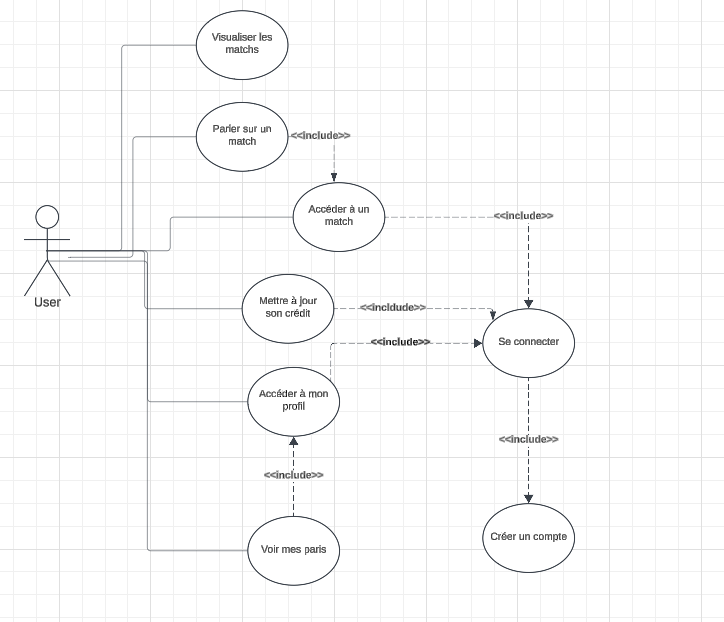 Visualiser les
matchs
Parler sur un
match
<<include>>
Accéder à un
match
<<include>>
User
Mettre à jour
son crédit
<<incldude>>
<<include>>
Se connecter
Accéder à mon
profil
<<include>>
<<include>>
Voir mes paris
Créer un compte